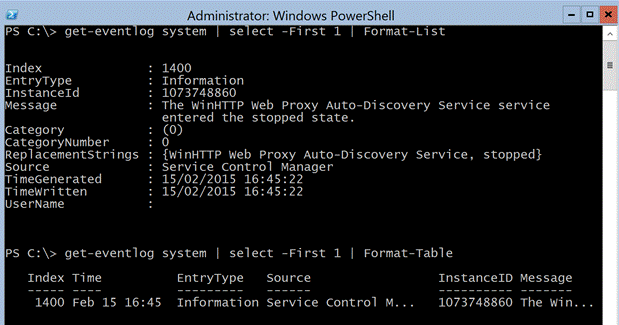 Administrator: Windows PowerShell
PS C:\> get-eventlog system | select -First 1 | Format-List
Index              : 1400
EntryType          : Information
InstanceId         : 1073748860
Message            : The WinHTTP Web Proxy Auto-Discovery Service service
                     entered the stopped state.
Category           : (0)
CategoryNumber     : 0
ReplacementStrings : {WinHTTP Web Proxy Auto-Discovery Service, stopped}
Source             : Service Control Manager
TimeGenerated      : 15/02/2015 16:45:22
TimeWritten        : 15/02/2015 16:45:22
UserName           :
PS C:\> get-eventlog system | select -First 1 | Format-Table
   Index Time          EntryType   Source                 InstanceID Message
   ----- ----          ---------   ------                 ---------- -------
    1400 Feb 15 16:45  Information Service Control M...   1073748860 The Win...